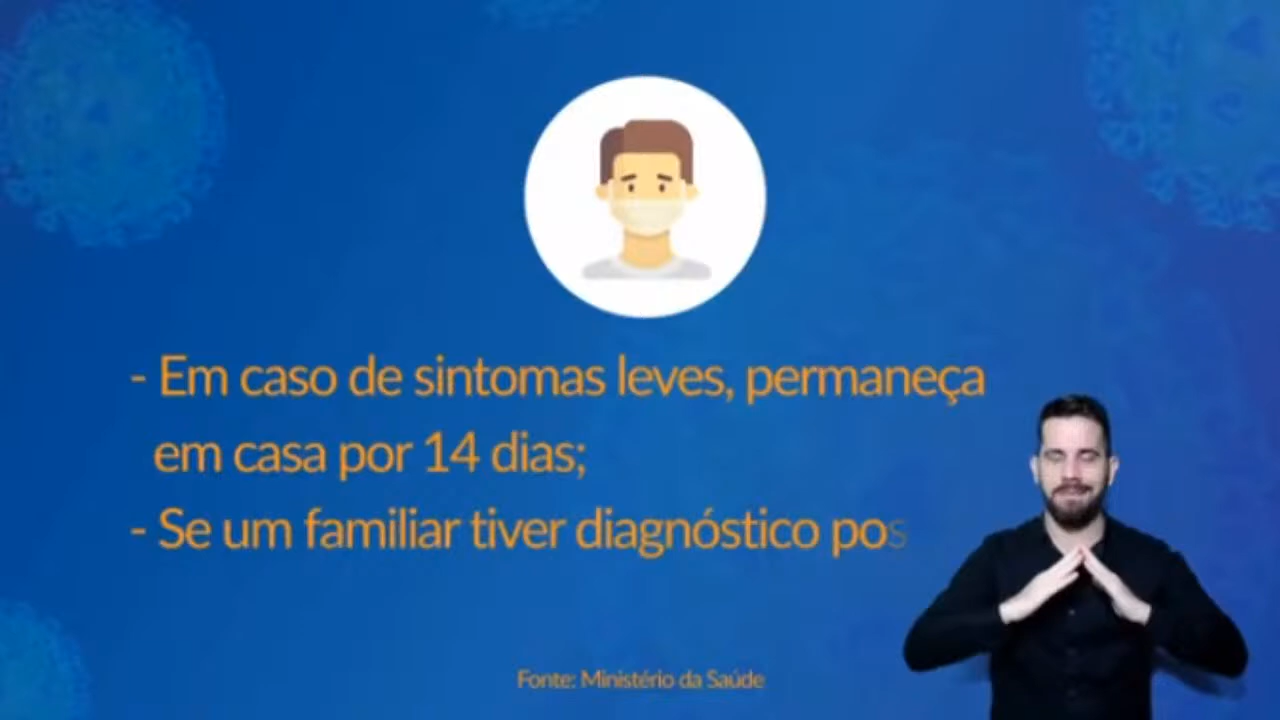 - Em caso de sintomas leves, permaneça
em casa por 14 dias;
- Se um familiar tiver diagnóstico pos
Fonte: Ministério da Saúde